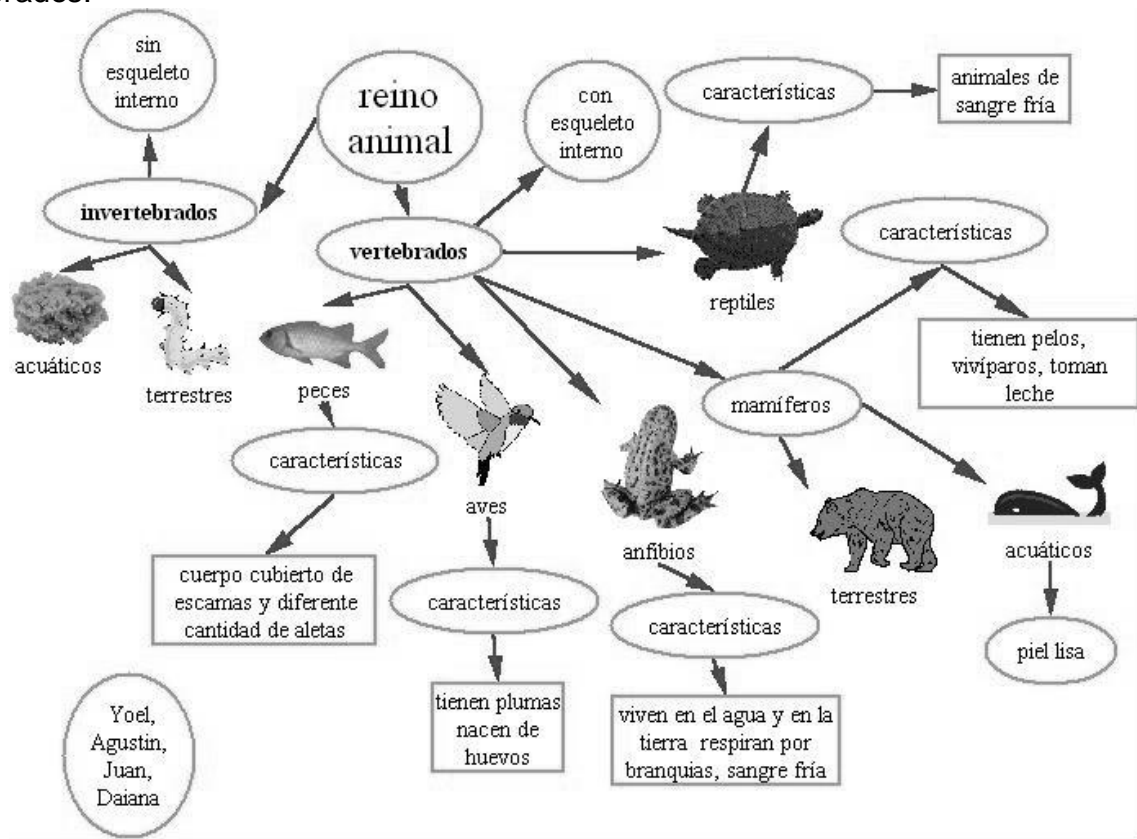 sin
esqueleto
interno
reino
animal
con
esqueleto
interno
características
animales de
sangre fría
invertebrados
vertebrados
características
reptiles
acuáticos
terrestres
peces
tienen pelos,
vivíparos, toman
leche
mamíferos
características
aves
anfibios
terrestres
acuáticos
cuerpo cubierto de
escamas y diferente
cantidad de aletas
características
características
piel lisa
Yoel,
Agustin,
Juan,
Daiana
tienen plumas
nacen de
huevos
viven en el agua y en la
tierra respiran por
branquias, sangre fría